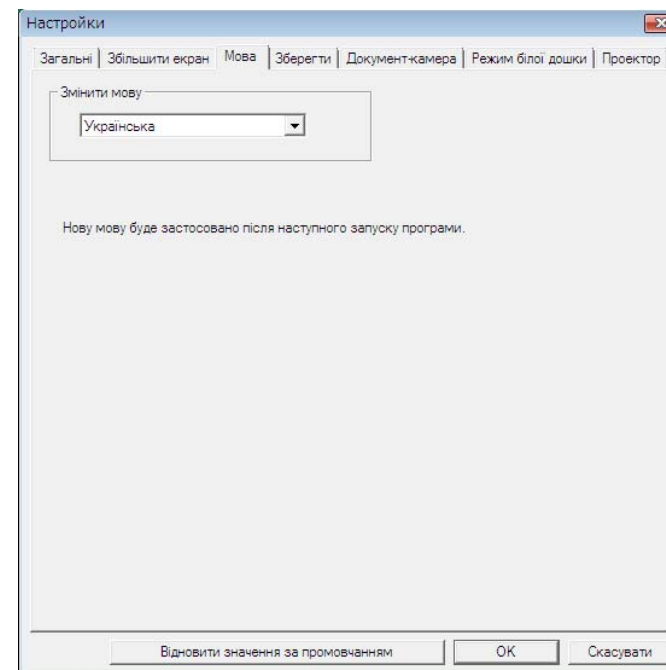 Настройки
Загальні Збільшити екран Мова Зберегти Документ-камера Режим білої дошки Проектор
Змінити мову
Українська
Нову мову буде застосовано після наступного запуску програми.
Відновити значення за промовчанням OK Скасувати